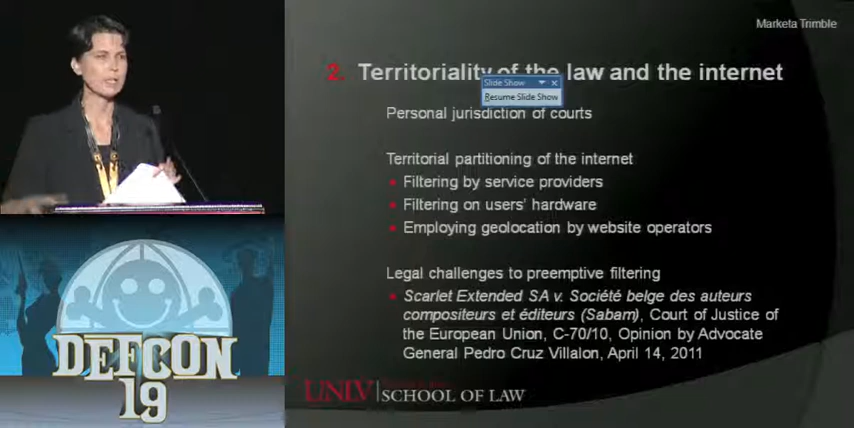 Marketa Trimble
2. Territoriality of the law and the internet
Slide Show
Resume Slide Show
Personal jurisdiction of courts
Territorial partitioning of the internet
Filtering by service providers
Filtering on users' hardware
Employing geolocation by website operators
Legal challenges to preemptive filtering
Scarlet Extended SA v. Société belge des auteurs
compositeurs et éditeurs (Sabam), Court of Justice of
the European Union, C-70/10, Opinion by Advocate
General Pedro Cruz Villalon, April 14, 2011
UNLV SCHOOL OF LAW
DEFCON
19